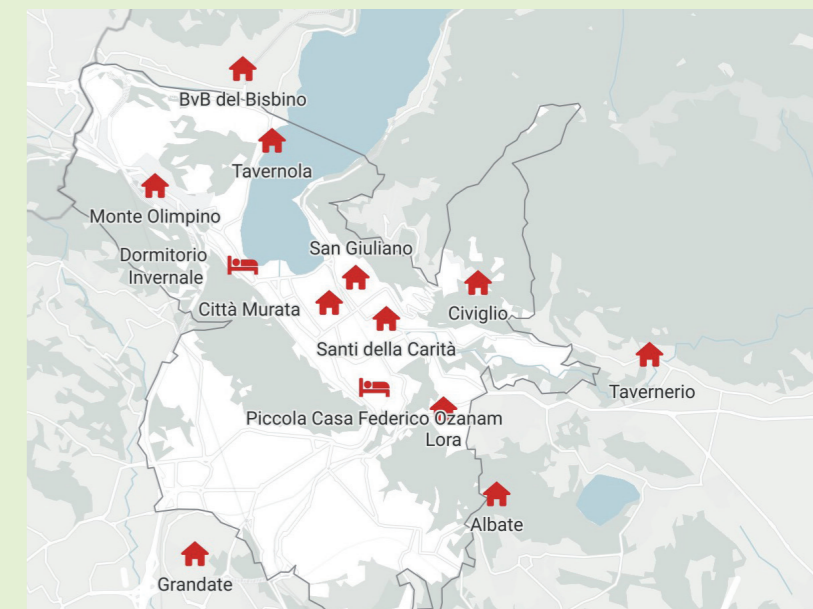 BvB del Bisbino
Tavernola
Monte Olimpino
Dormitorio
Invernale
San Giuliano
Città Murata
Civiglio
Santi della Carità
Tavernerio
Piccola Casa Federico Ozanam
Lora
Albate
Grandate